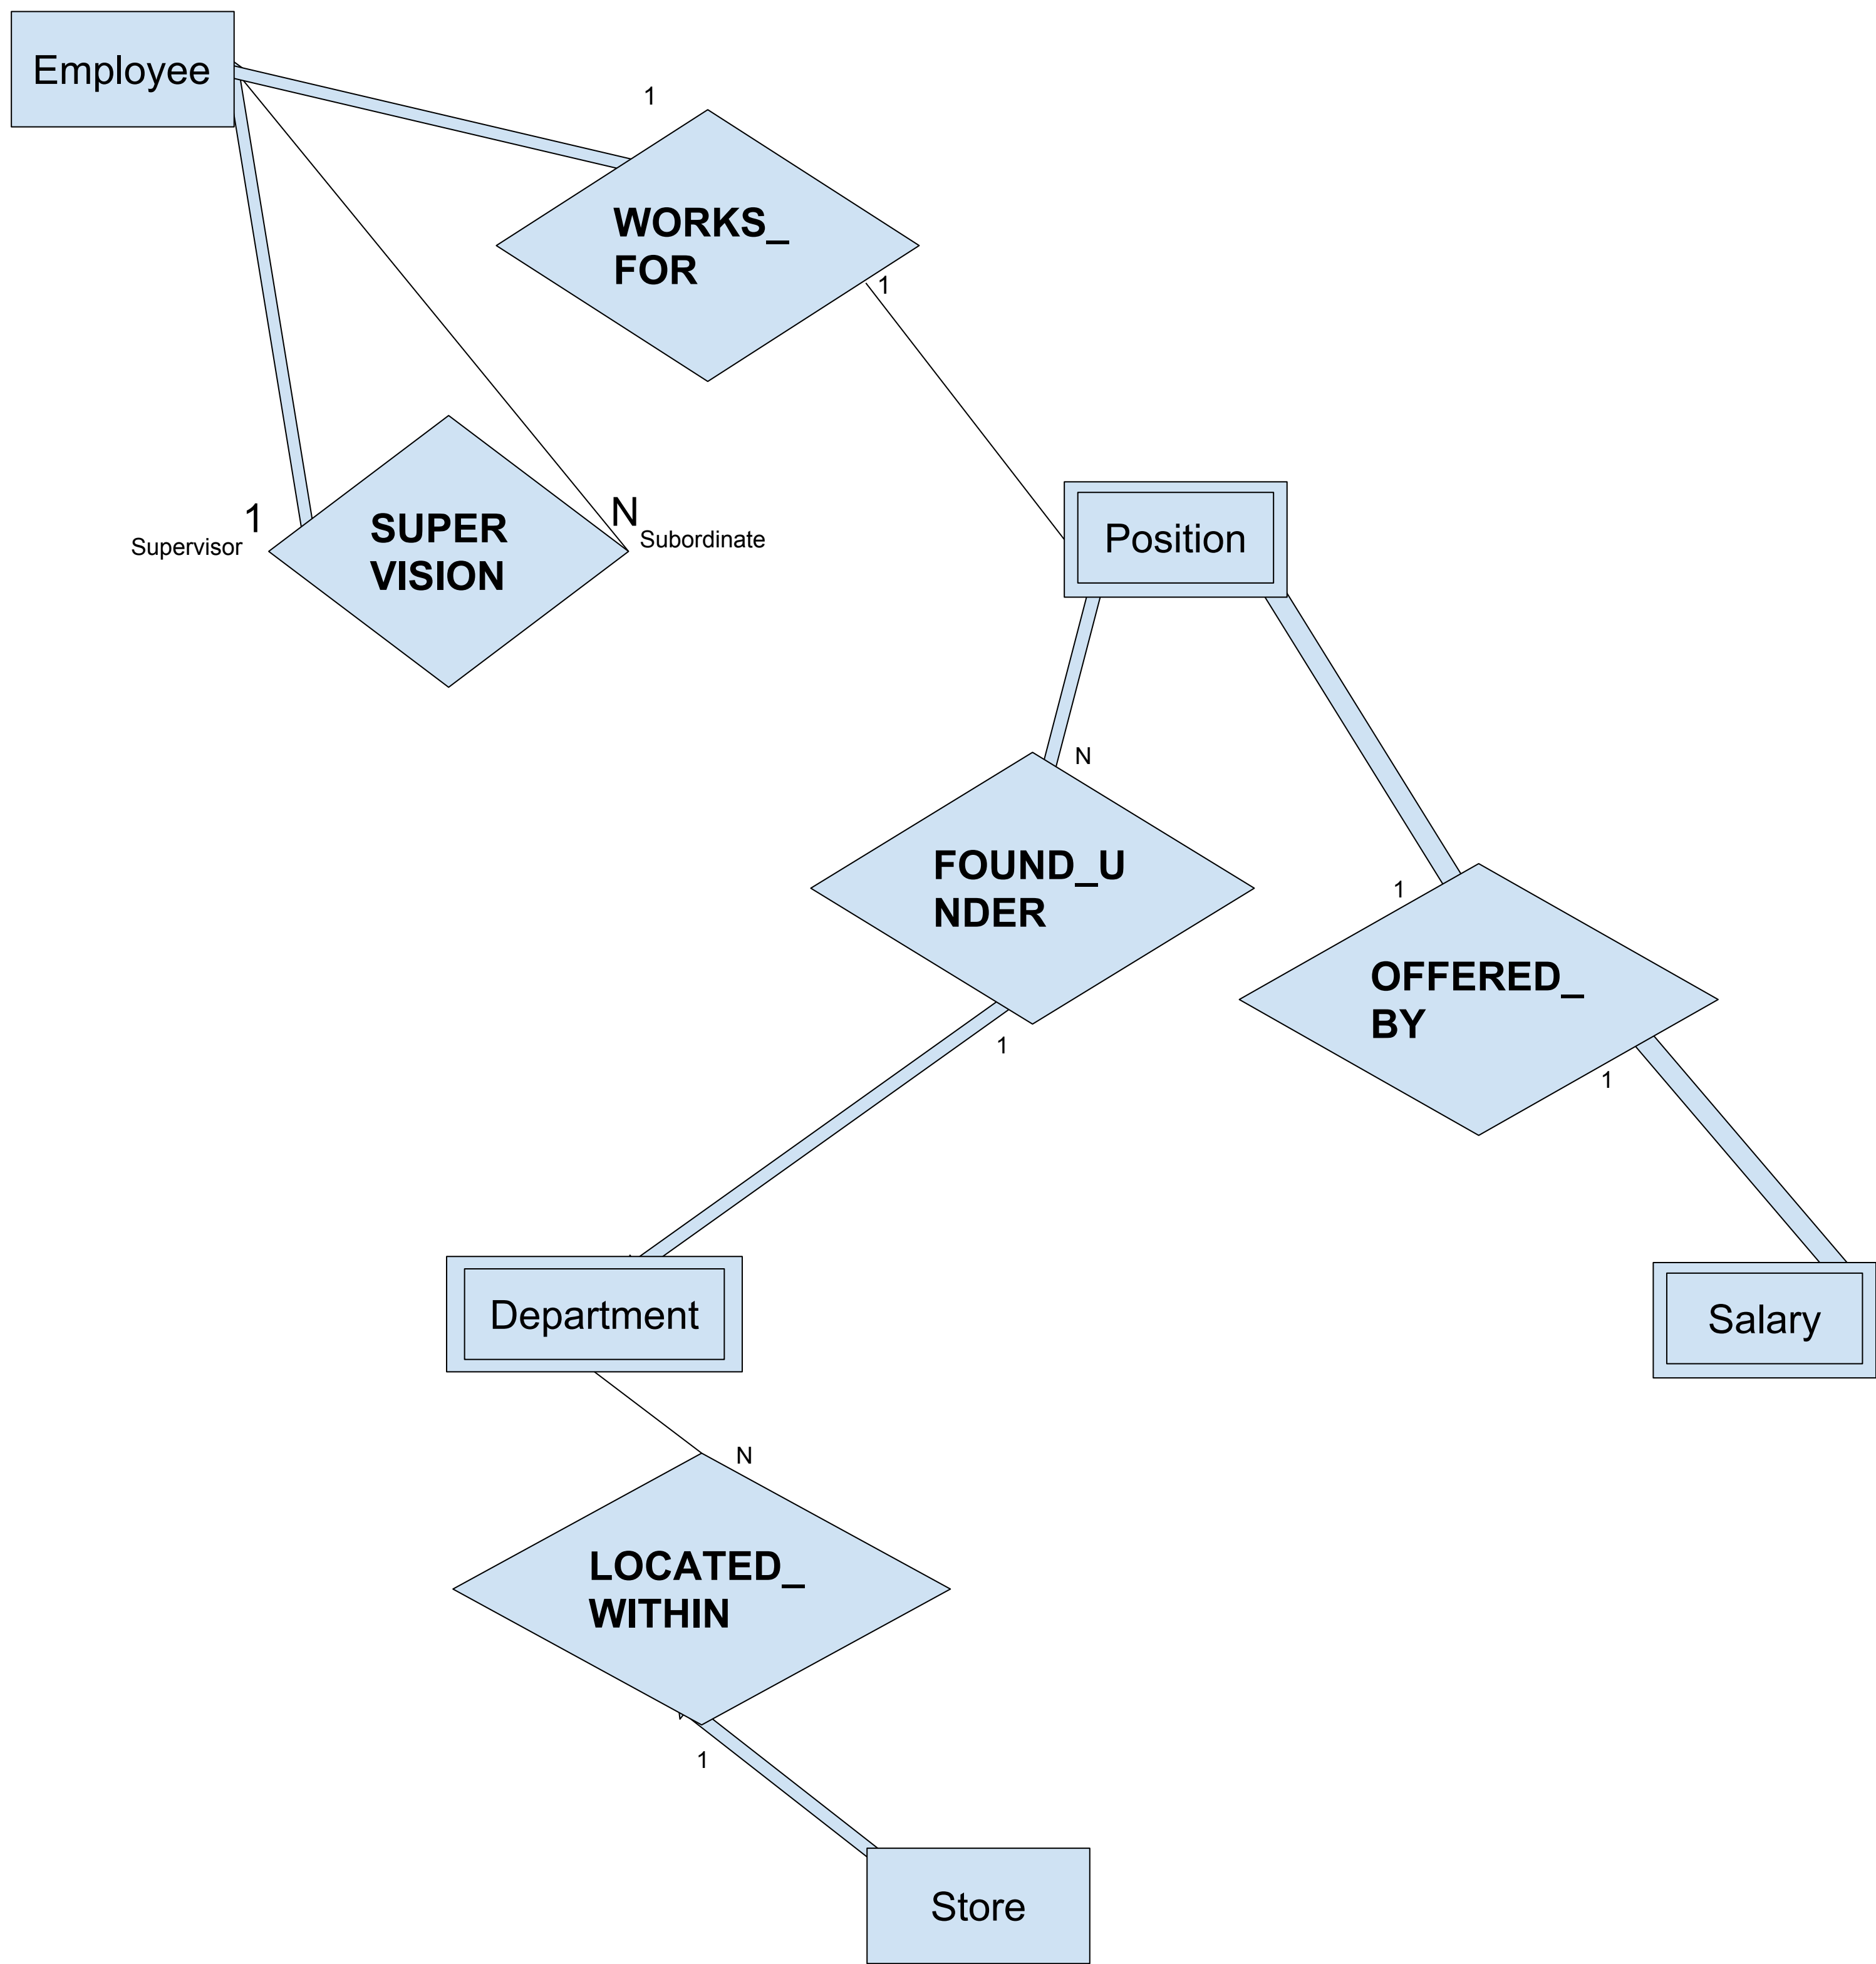 Employee
1
WORKS_
FOR
1
Supervisor
1
SUPER
VISION
N
Subordinate
Position
N
FOUND_U
NDER
1
1
OFFERED_
BY
1
Department
Salary
N
LOCATED_
WITHIN
1
Store